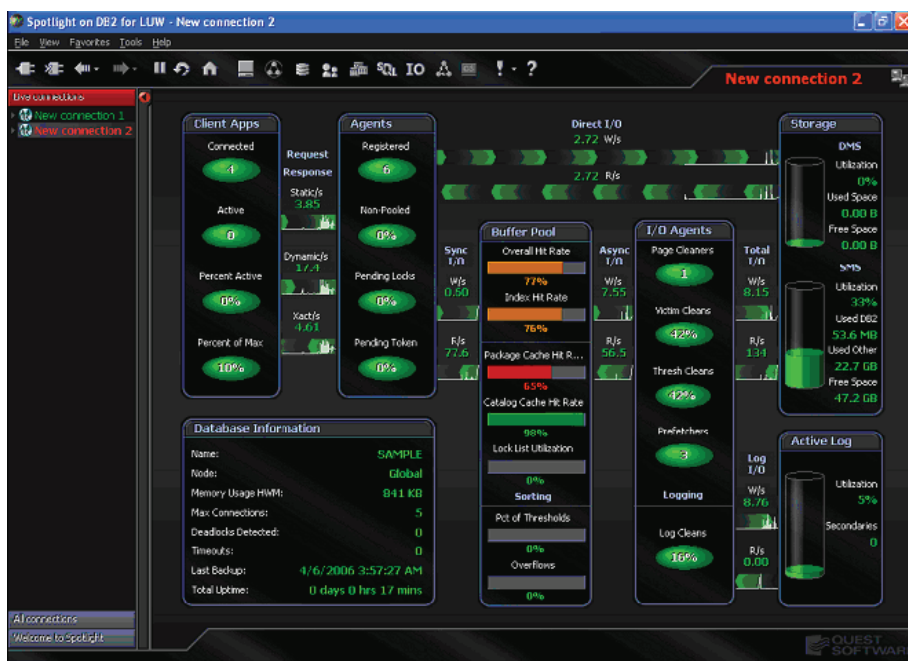 Spotlight on DB2 for LUW - New connection 2
File View Favorites Tools Help
SQL IO ! ?
New connection 2
Live connections
New connection 1
New connection 2
Client Apps
Connected
4
Active
0
Percent Active
0%
Percent of Max
10%
Request
Response
Static/s
3.85
Dynamic/s
17.4
Xact/s
4.61
Agents
Registered
6
Non-Pooled
0%
Pending Locks
0%
Pending Token
0%
Direct I/O
2.72 W/s
2.72 R/s
Sync
I/O
W/s
0.60
R/s
77.6
Buffer Pool
Overall Hit Rate
77%
Index Hit Rate
76%
Package Cache Hit R...
65%
Catalog Cache Hit Rate
98%
Lock List Utilization
0%
Sorting
Pct of Thresholds
0%
Overflows
0%
Async
I/O
W/s
7.55
R/s
56.5
I/O Agents
Page Cleaners
1
Victim Cleans
42%
Thresh Cleans
42%
Prefetchers
3
Logging
Log Cleans
16%
Total
I/O
W/s
8.15
R/s
134
Log
I/O
W/s
8.76
R/s
0.00
Storage
DMS
Utilization
0%
Used Space
0.00 B
Free Space
0.00 B
SMS
Utilization
33%
Used DB2
53.6 MB
Used Other
22.7 GB
Free Space
47.2 GB
Active Log
Utilization
5%
Secondaries
0
Database Information
Name: SAMPLE
Node: Global
Memory Usage HWM: 841 KB
Max Connections: 5
Deadlocks Detected: 0
Timeouts: 0
Last Backup: 4/6/2006 3:57:27 AM
Total Uptime: 0 days 0 hrs 17 mins
All connections
Welcome to Spotlight
QUEST
SOFTWARE